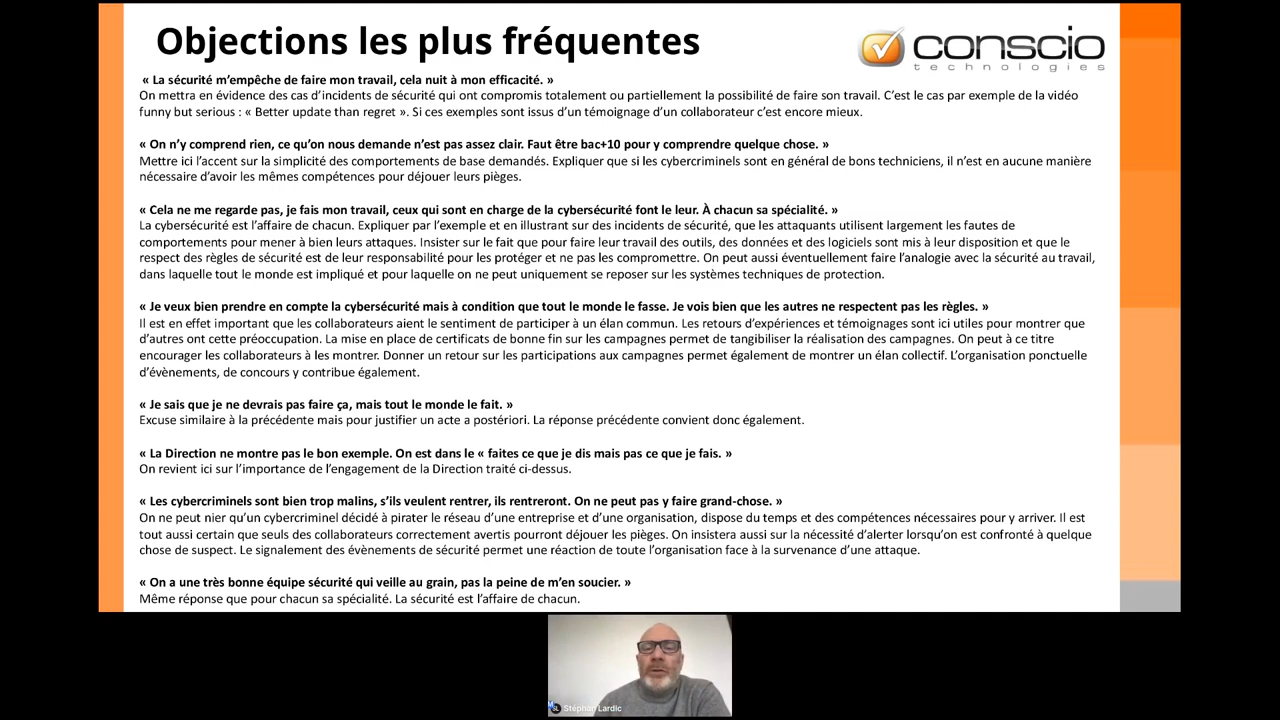 Objections les plus fréquentes
conscio
technologies
« La sécurité m’empêche de faire mon travail, cela nuit à mon efficacité. »
On mettra en évidence des cas d’incidents de sécurité qui ont compromis totalement ou partiellement la possibilité de faire son travail. C’est le cas par exemple de la vidéo
funny but serious : « Better update than regret ». Si ces exemples sont issus d’un témoignage d’un collaborateur c’est encore mieux.
« On n’y comprend rien, ce qu’on nous demande n’est pas assez clair. Faut être bac+10 pour y comprendre quelque chose. »
Mettre ici l’accent sur la simplicité des comportements de base demandés. Expliquer que si les cybercriminels sont en général de bons techniciens, il n’est en aucune manière
nécessaire d’avoir les mêmes compétences pour déjouer leurs pièges.
« Cela ne me regarde pas, je fais mon travail, ceux qui sont en charge de la cybersécurité font le leur. À chacun sa spécialité. »
La cybersécurité est l’affaire de chacun. Expliquer par l’exemple et en illustrant sur des incidents de sécurité, que les attaquants utilisent largement les fautes de
comportements pour mener à bien leurs attaques. Insister sur le fait que pour faire leur travail des outils, des données et des logiciels sont mis à leur disposition et que le
respect des règles de sécurité est de leur responsabilité pour les protéger et ne pas les compromettre. On peut aussi éventuellement faire l’analogie avec la sécurité au travail,
dans laquelle tout le monde est impliqué et pour laquelle on ne peut uniquement se reposer sur les systèmes techniques de protection.
« Je veux bien prendre en compte la cybersécurité mais à condition que tout le monde le fasse. Je vois bien que les autres ne respectent pas les règles. »
Il est en effet important que les collaborateurs aient le sentiment de participer à un élan commun. Les retours d’expériences et témoignages sont ici utiles pour montrer que
d’autres ont cette préoccupation. La mise en place de certificats de bonne fin sur les campagnes permet de tangibiliser la réalisation des campagnes. On peut à ce titre
encourager les collaborateurs à les montrer. Donner un retour sur les participations aux campagnes permet également de montrer un élan collectif. L’organisation ponctuelle
d’évènements, de concours y contribue également.
« Je sais que je ne devrais pas faire ça, mais tout le monde le fait. »
Excuse similaire à la précédente mais pour justifier un acte a postériori. La réponse précédente convient donc également.
« La Direction ne montre pas le bon exemple. On est dans le « faites ce que je dis mais pas ce que je fais. »
On revient ici sur l’importance de l’engagement de la Direction traité ci-dessus.
« Les cybercriminels sont bien trop malins, s’ils veulent rentrer, ils rentreront. On ne peut pas y faire grand-chose. »
On ne peut nier qu’un cybercriminel décidé à pirater le réseau d’une entreprise et d’une organisation, dispose du temps et des compétences nécessaires pour y arriver. Il est
tout aussi certain que seuls des collaborateurs correctement avertis pourront déjouer les pièges. On insistera aussi sur la nécessité d’alerter lorsqu’on est confronté à quelque
chose de suspect. Le signalement des évènements de sécurité permet une réaction de toute l’organisation face à la survenance d’une attaque.
« On a une très bonne équipe sécurité qui veille au grain, pas la peine de m’en soucier. »
Même réponse que pour chacun sa spécialité. La sécurité est l’affaire de chacun.
SL Stéphan Lardic